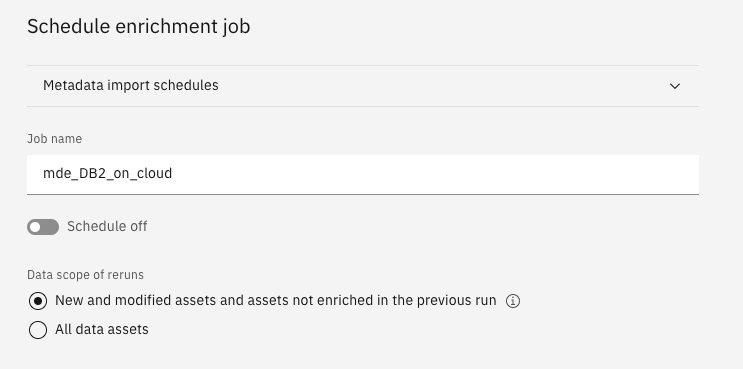 Schedule enrichment job
Metadata import schedules
Job name
mde_DB2_on_cloud
Schedule off
Data scope of reruns
New and modified assets and assets not enriched in the previous run
All data assets